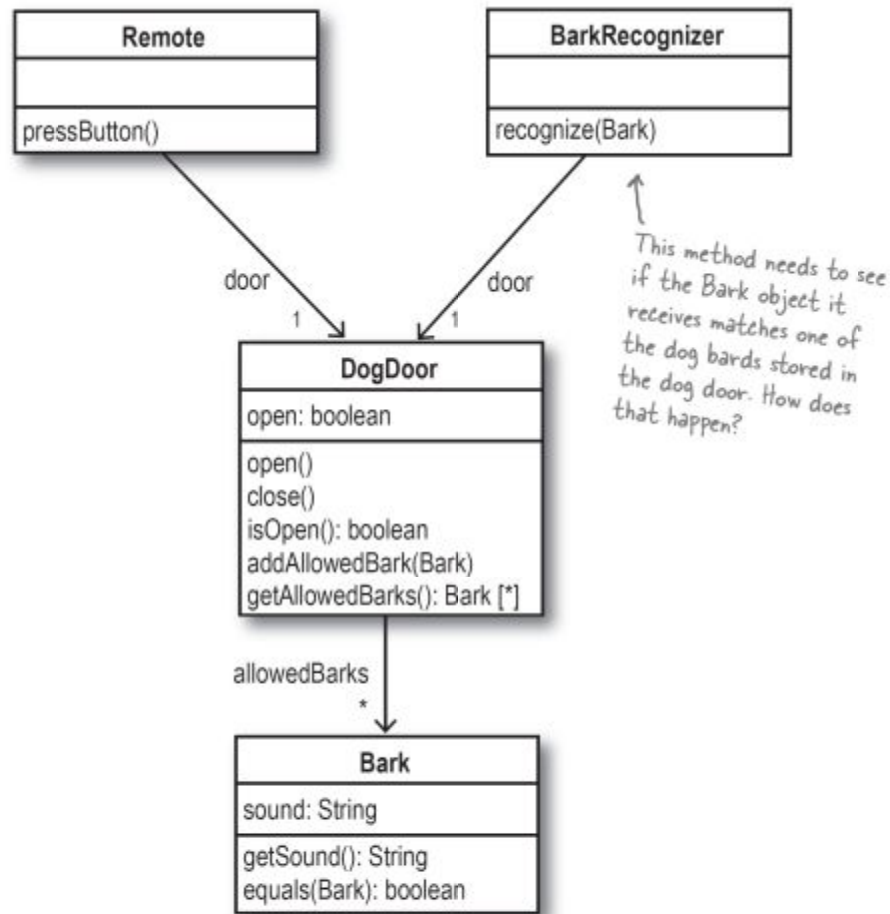 Remote
pressButton()
BarkRecognizer
recognize(Bark)
This method needs to see
if the Bark object it
receives matches one of
the dog bards stored in
the dog door. How does
that happen?
door
1
door
1
DogDoor
open: boolean
open()
close()
isOpen(): boolean
addAllowedBark(Bark)
getAllowedBarks(): Bark [*]
allowedBarks
*
Bark
sound: String
getSound(): String
equals(Bark): boolean